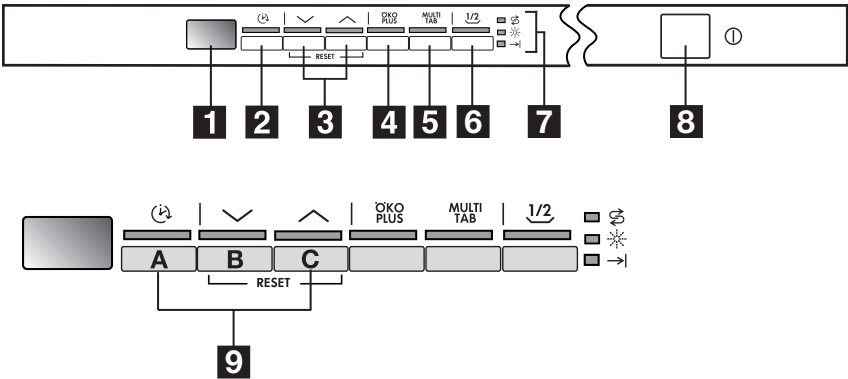 ÖKO PLUS MULTI TAB 1/2
RESET
1 2 3 4 5 6 7 8
ÖKO PLUS MULTI TAB 1/2
A B C
RESET
9